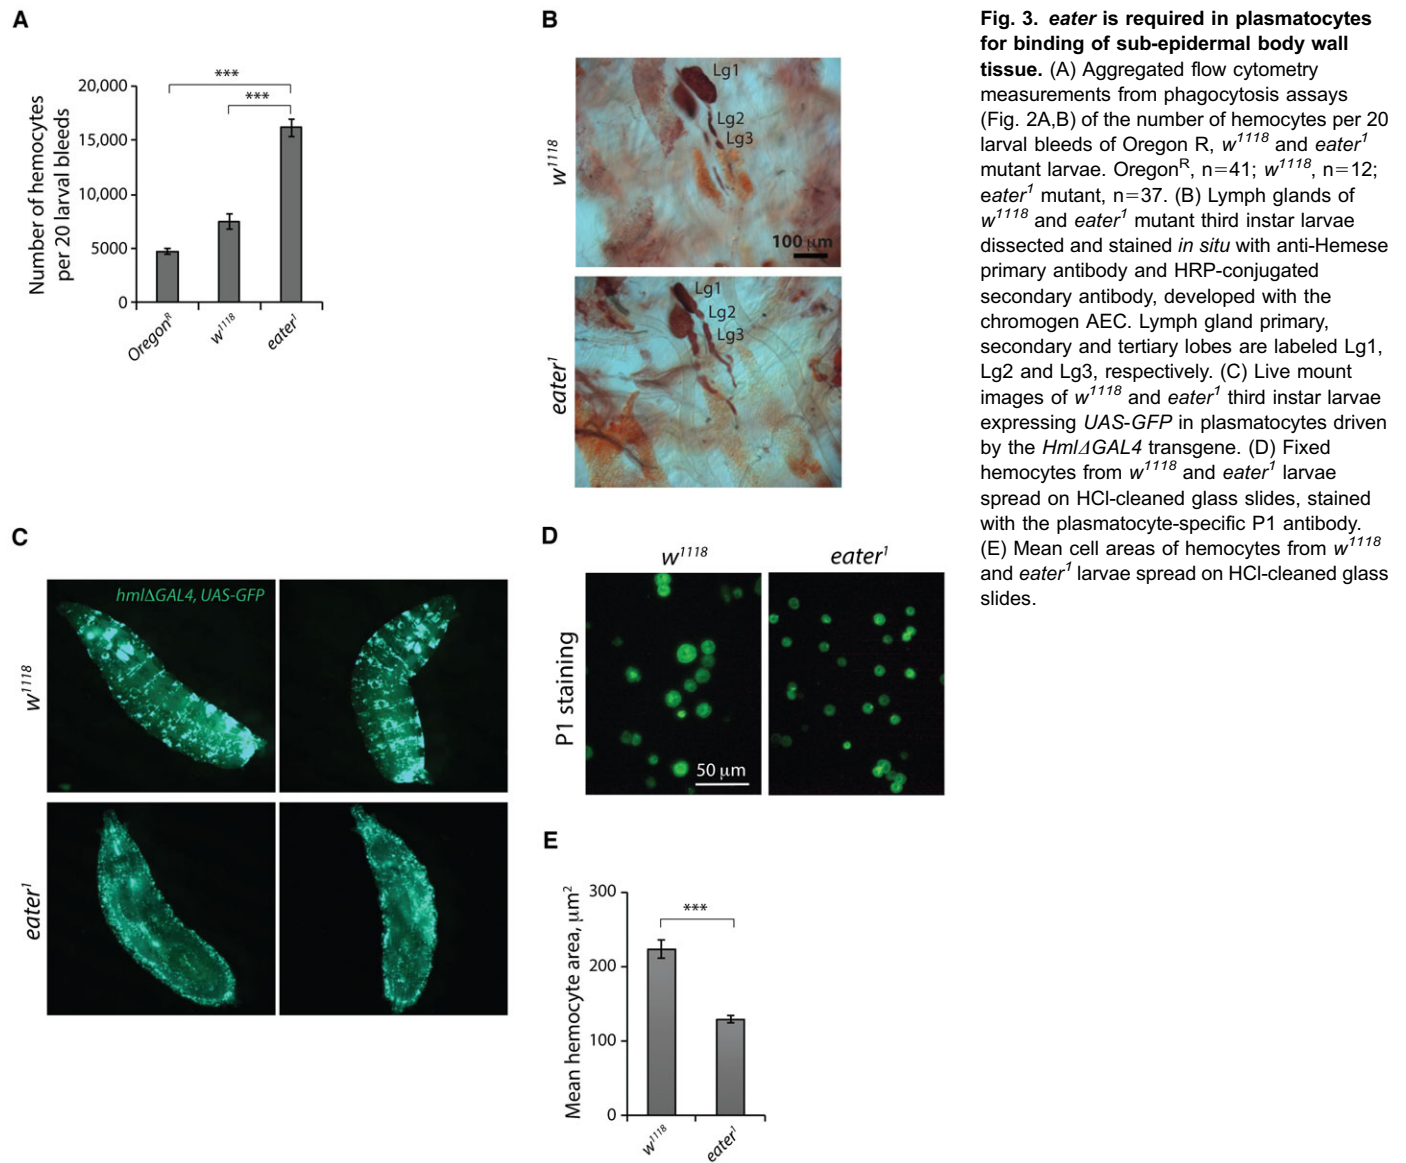 A
Number of hemocytes
per 20 larval bleeds
20,000
15,000
10,000
5000
0
***
***
Oregonᴿ
w¹¹¹⁸
eater¹
B
w¹¹¹⁸
Lg1
Lg2
Lg3
100 µm
eater¹
Lg1
Lg2
Lg3
Fig. 3. eater is required in plasmatocytes
for binding of sub-epidermal body wall
tissue. (A) Aggregated flow cytometry
measurements from phagocytosis assays
(Fig. 2A,B) of the number of hemocytes per 20
larval bleeds of Oregon R, w¹¹¹⁸ and eater¹
mutant larvae. Oregonᴿ, n=41; w¹¹¹⁸, n=12;
eater¹ mutant, n=37. (B) Lymph glands of
w¹¹¹⁸ and eater¹ mutant third instar larvae
dissected and stained in situ with anti-Hemese
primary antibody and HRP-conjugated
secondary antibody, developed with the
chromogen AEC. Lymph gland primary,
secondary and tertiary lobes are labeled Lg1,
Lg2 and Lg3, respectively. (C) Live mount
images of w¹¹¹⁸ and eater¹ third instar larvae
expressing UAS-GFP in plasmatocytes driven
by the HmlΔGAL4 transgene. (D) Fixed
hemocytes from w¹¹¹⁸ and eater¹ larvae
spread on HCl-cleaned glass slides, stained
with the plasmatocyte-specific P1 antibody.
(E) Mean cell areas of hemocytes from w¹¹¹⁸
and eater¹ larvae spread on HCl-cleaned glass
slides.
C
hmlΔGAL4, UAS-GFP
w¹¹¹⁸
eater¹
D
w¹¹¹⁸
eater¹
P1 staining
50 µm
E
Mean hemocyte area, µm²
300
200
100
0
***
w¹¹¹⁸
eater¹